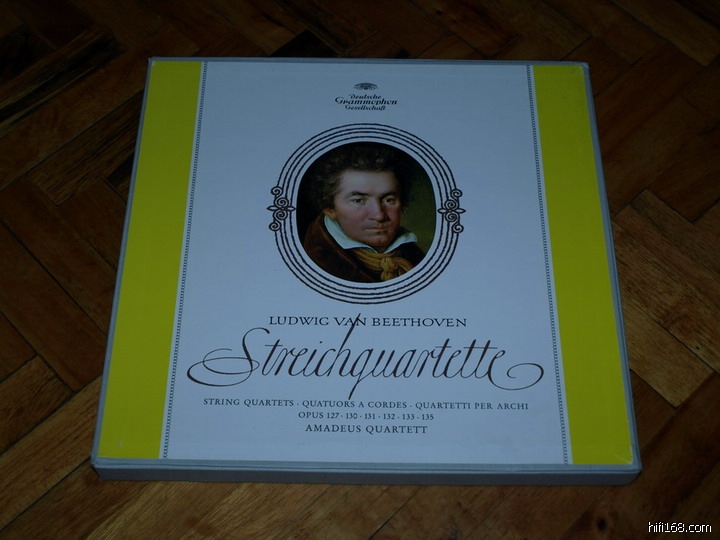 Deutsche
Grammophon
Gesellschaft
LUDWIG VAN BEETHOVEN
Streichquartette
STRING QUARTETS · QUATUORS A CORDES · QUARTETTI PER ARCHI
OPUS 127 · 130 · 131 · 132 · 133 · 135
AMADEUS QUARTETT
hifi168.com